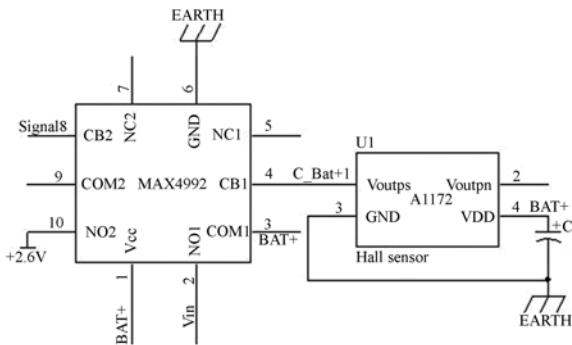 EARTH
7
6
Signal8
CB2
NC2
GND
NC1
5
U1
9
COM2
MAX4992
CB1
4
C_Bat+1
Voutps
Voutpn
2
A1172
10
NO2
Vcc
NO1
COM1
3
BAT+
3
GND
VDD
4
BAT+
+C
+2.6V
Hall sensor
1
2
BAT+
Vin
EARTH